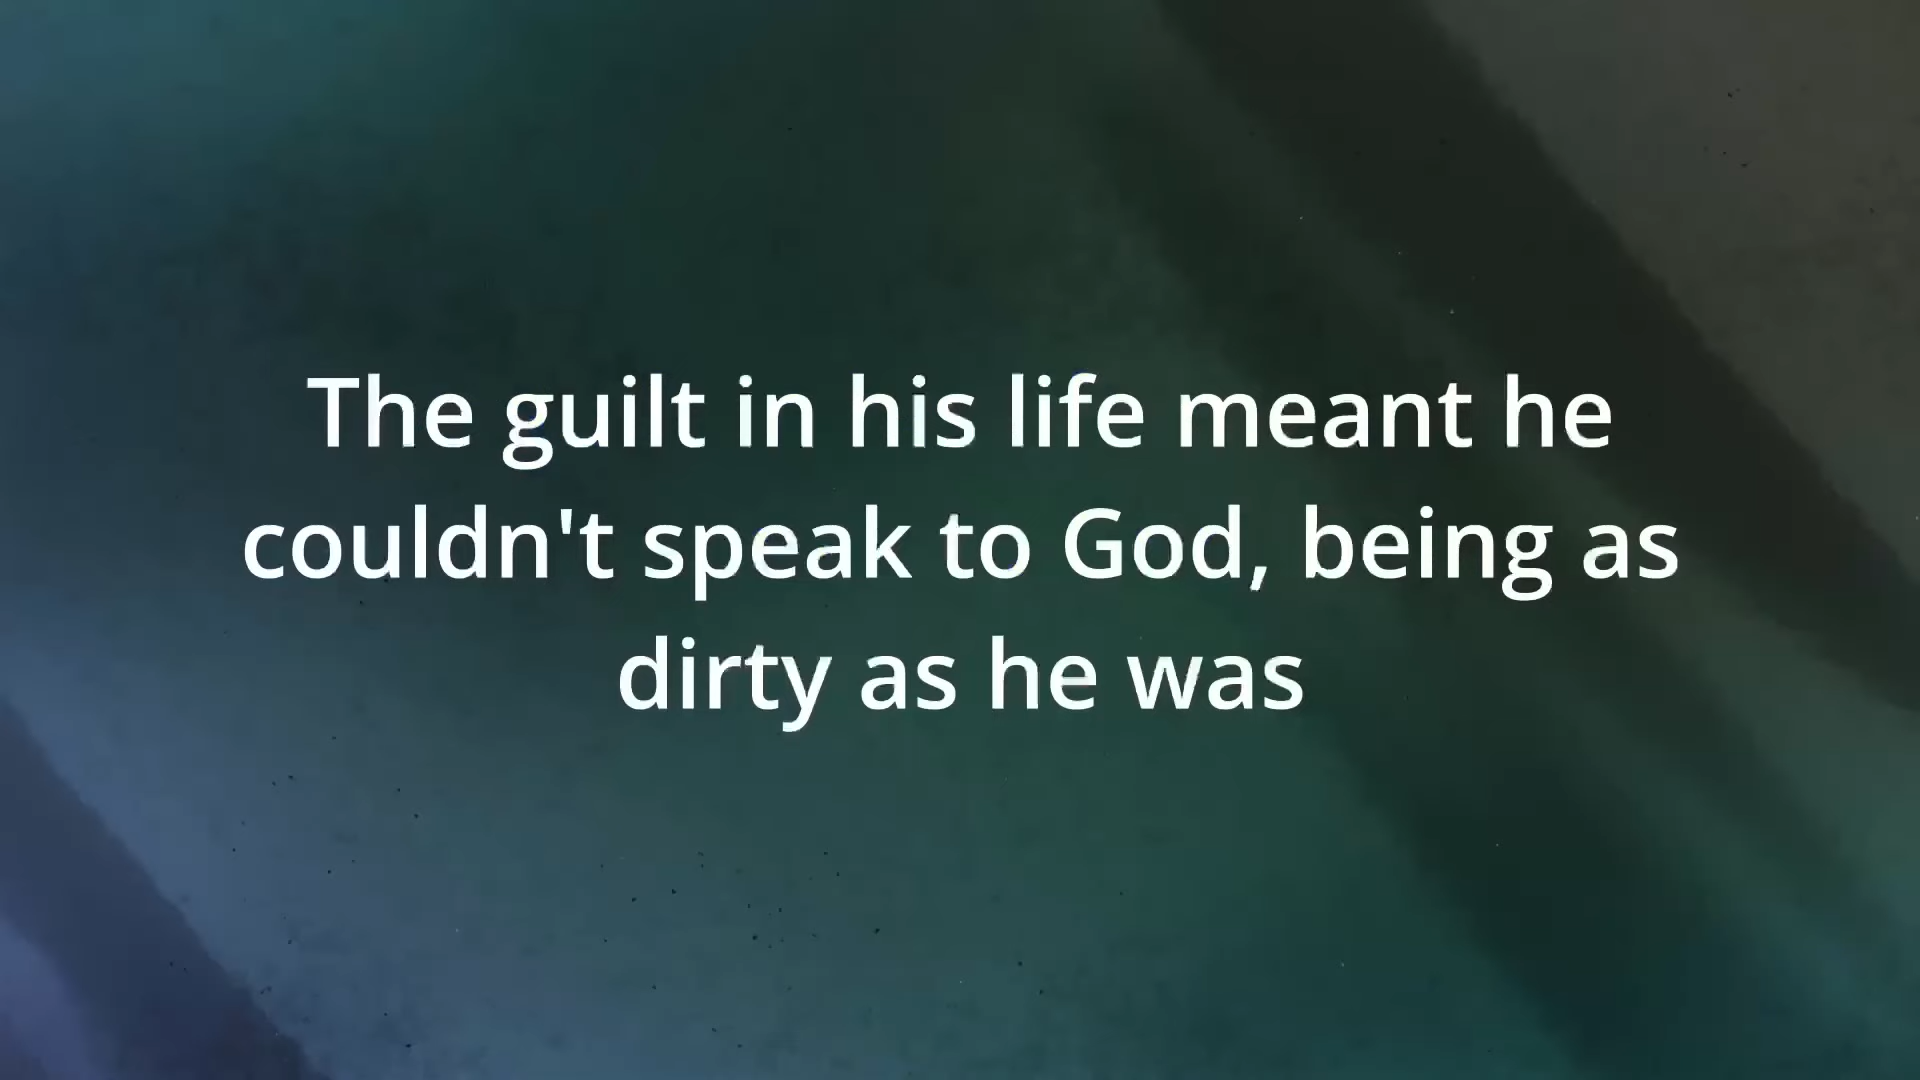 The guilt in his life meant he
couldn't speak to God, being as
dirty as he was